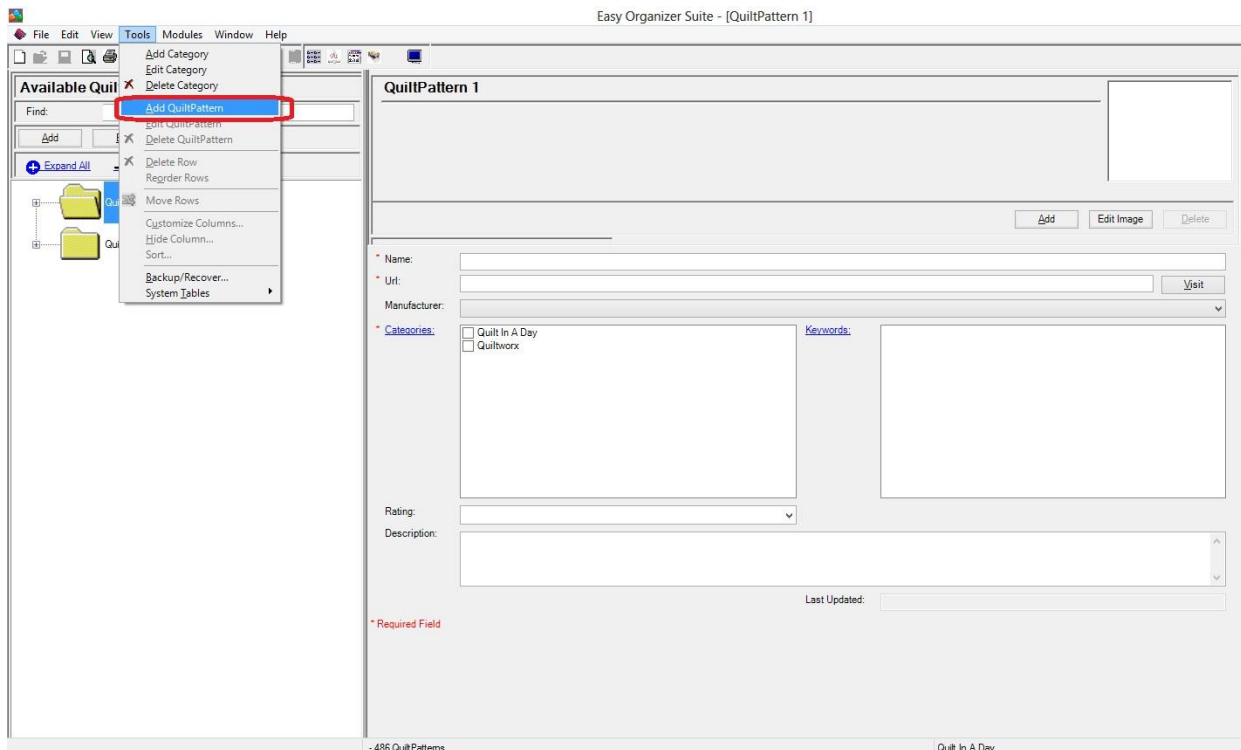 Easy Organizer Suite - [QuiltPattern 1]
File Edit View Tools Modules Window Help
Add Category
Edit Category
Delete Category
Add QuiltPattern
Edit QuiltPattern
Delete QuiltPattern
Delete Row
Reorder Rows
Move Rows
Customize Columns...
Hide Column...
Sort...
Backup/Recover...
System Tables
Available Quil
Find:
Add
Expand All
Qui
Qui
QuiltPattern 1
Add Edit Image Delete
* Name:
* Url:
Visit
Manufacturer:
* Categories:
Quilt In A Day
Quiltworx
Keywords:
Rating:
Description:
Last Updated:
* Required Field
- 486 QuiltPatterns
Quilt In A Day